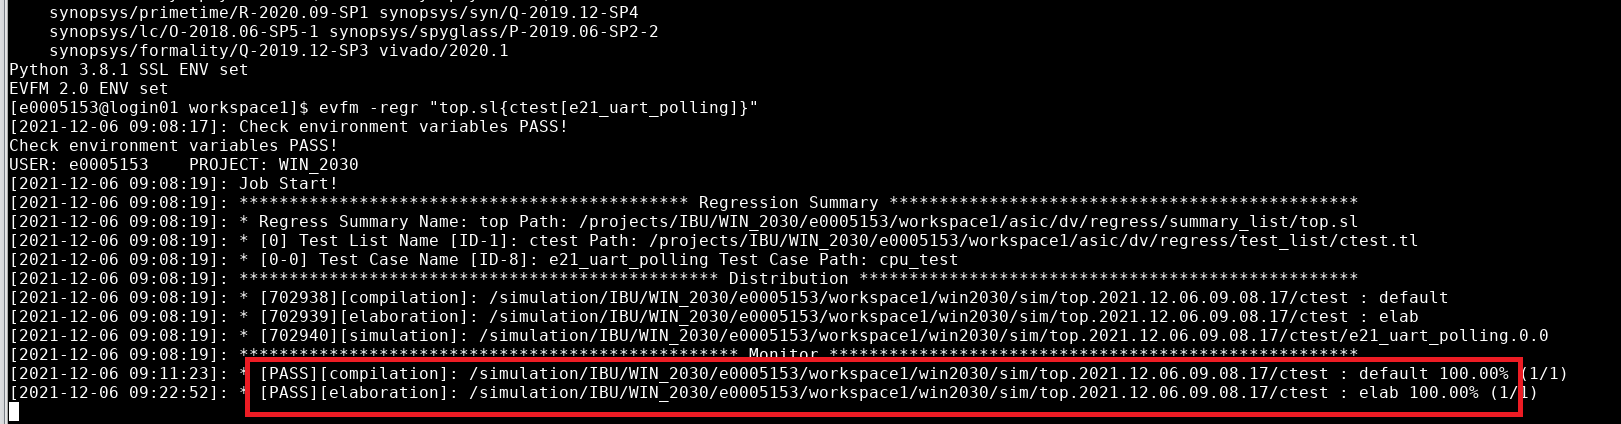 synopsys/primetime/R-2020.09-SP1 synopsys/syn/Q-2019.12-SP4
synopsys/lc/O-2018.06-SP5-1 synopsys/spyglass/P-2019.06-SP2-2
synopsys/formality/Q-2019.12-SP3 vivado/2020.1
Python 3.8.1 SSL ENV set
EVFM 2.0 ENV set
[e0005153@login01 workspace1]$ evfm -regr "top.sl{ctest[e21_uart_polling]}"
[2021-12-06 09:08:17]: Check environment variables PASS!
Check environment variables PASS!
USER: e0005153    PROJECT: WIN_2030
[2021-12-06 09:08:19]: Job Start!
[2021-12-06 09:08:19]: ********************************************* Regression Summary ***********************************************
[2021-12-06 09:08:19]: * Regress Summary Name: top Path: /projects/IBU/WIN_2030/e0005153/workspace1/asic/dv/regress/summary_list/top.sl
[2021-12-06 09:08:19]: * [0] Test List Name [ID-1]: ctest Path: /projects/IBU/WIN_2030/e0005153/workspace1/asic/dv/regress/test_list/ctest.tl
[2021-12-06 09:08:19]: * [0-0] Test Case Name [ID-8]: e21_uart_polling Test Case Path: cpu_test
[2021-12-06 09:08:19]: ************************************************ Distribution **************************************************
[2021-12-06 09:08:19]: * [702938][compilation]: /simulation/IBU/WIN_2030/e0005153/workspace1/win2030/sim/top.2021.12.06.09.08.17/ctest : default
[2021-12-06 09:08:19]: * [702939][elaboration]: /simulation/IBU/WIN_2030/e0005153/workspace1/win2030/sim/top.2021.12.06.09.08.17/ctest : elab
[2021-12-06 09:08:19]: * [702940][simulation]: /simulation/IBU/WIN_2030/e0005153/workspace1/win2030/sim/top.2021.12.06.09.08.17/ctest/e21_uart_polling.0.0
[2021-12-06 09:08:19]: ************************************************** Monitor *****************************************************
[2021-12-06 09:11:23]: * [PASS][compilation]: /simulation/IBU/WIN_2030/e0005153/workspace1/win2030/sim/top.2021.12.06.09.08.17/ctest : default 100.00% (1/1)
[2021-12-06 09:22:52]: * [PASS][elaboration]: /simulation/IBU/WIN_2030/e0005153/workspace1/win2030/sim/top.2021.12.06.09.08.17/ctest : elab 100.00% (1/1)